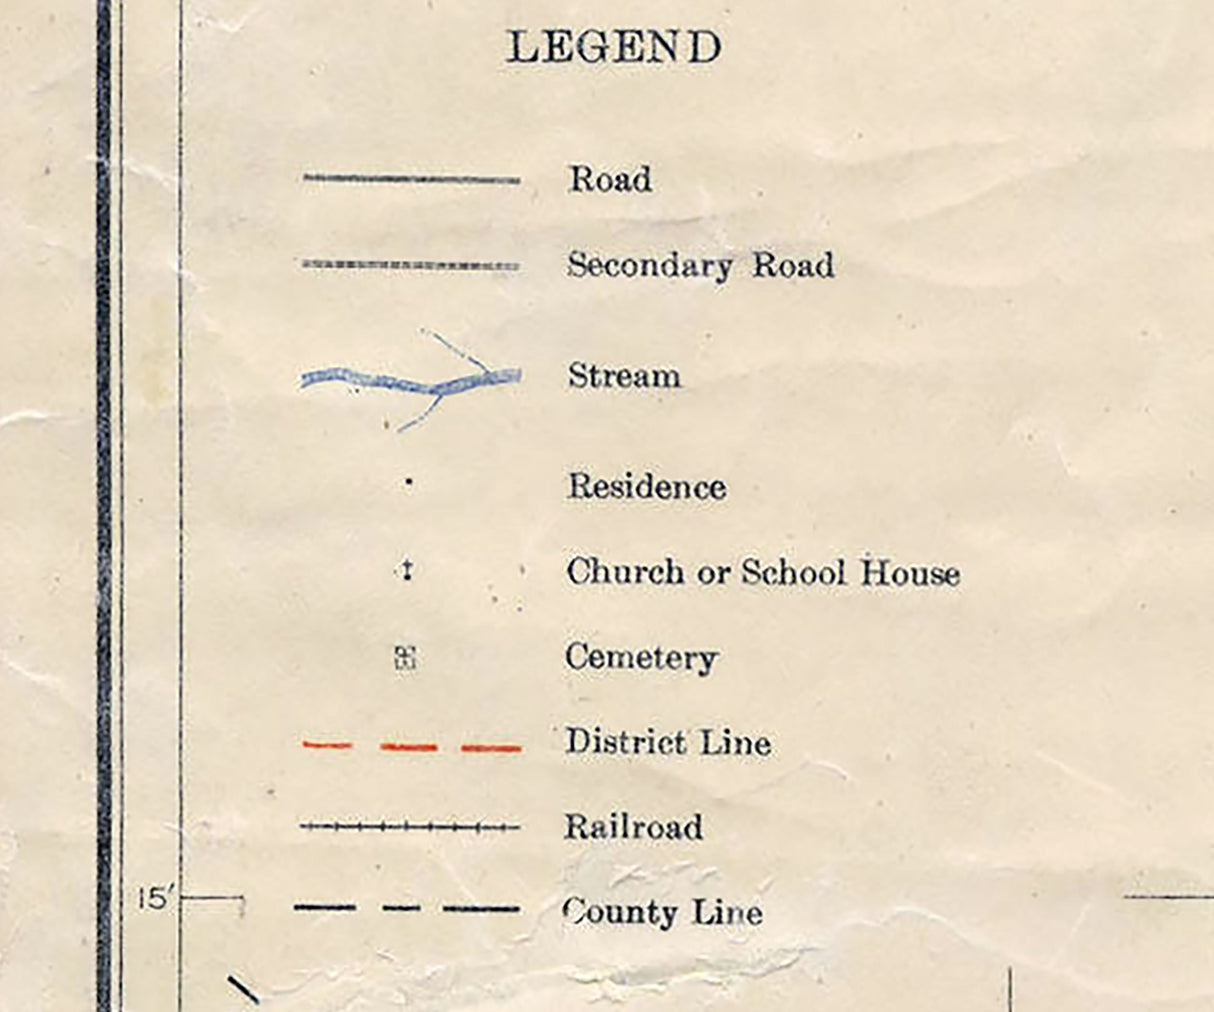 LEGEND
Road
Secondary Road
Stream
Residence
Church or School House
Cemetery
District Line
Railroad
15′
County Line